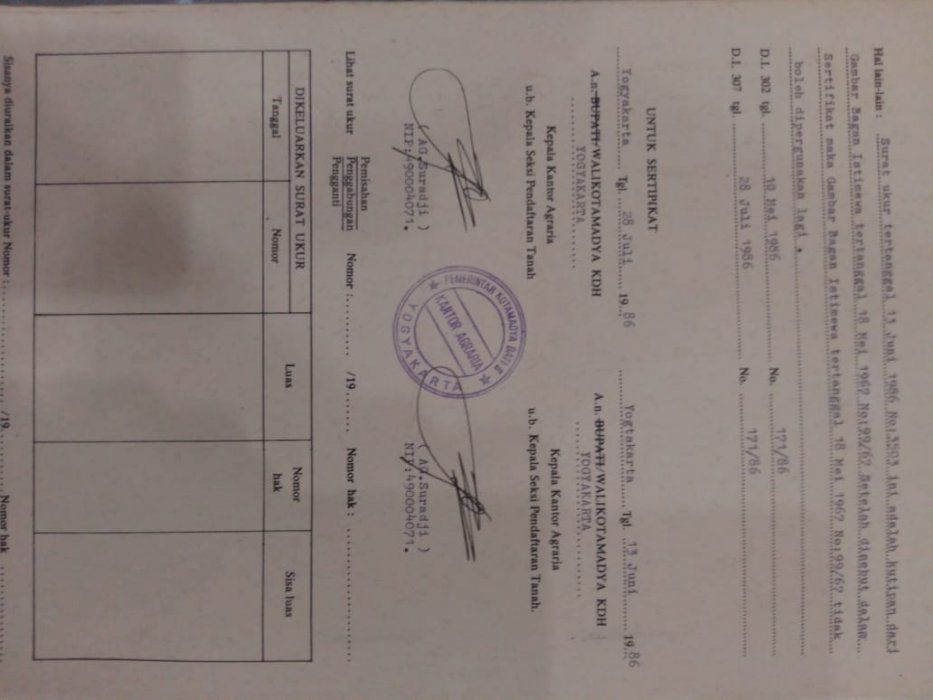 Hal lain-lain : Surat ukur tertanggal 13 Juni 1986 No:3903 ini adalah kutipan dari
Gambar Bagan Istimewa tertanggal 18 Mei 1967 No:99/67 Setelah disebut dalam
Sertifikat maka Gambar Bagan Istimewa tertanggal 18 Mei 1967 No:99/67 tidak
boleh dipergunakan lagi .
D.I. 302 tgl. 19 Mei 1986 No. 171/86
D.I. 307 tgl. 28 Juli 1986 No. 171/86
UNTUK SERTIPIKAT
Yogyakarta Tgl. 28 Juli 19.86
A.n. BUPATI WALIKOTAMADYA KDH
YOGYAKARTA
Kepala Kantor Agraria
u.b. Kepala Seksi Pendaftaran Tanah
( AG.Suradji )
NIP:490004071.
Yogtakarta Tgl. 13 Juni 19.86
A.n. BUPATI/WALIKOTAMADYA KDH
YOGYAKARTA
Kepala Kantor Agraria
u.b. Kepala Seksi Pendaftaran Tanah.
( AG.Suradji )
NIP:490004071.
PEMERINTAH KOTAMADYA DATI II
KANTOR AGRARIA
YOGYAKARTA
Pemisahan
Lihat surat ukur Penggabungan Nomor : /19 Nomor hak :
Pengganti
DIKELUARKAN SURAT UKUR
Tanggal Nomor Luas Nomor hak Sisa luas
Sisanya diuraikan dalam surat-ukur Nomor : /19 Nomor hak